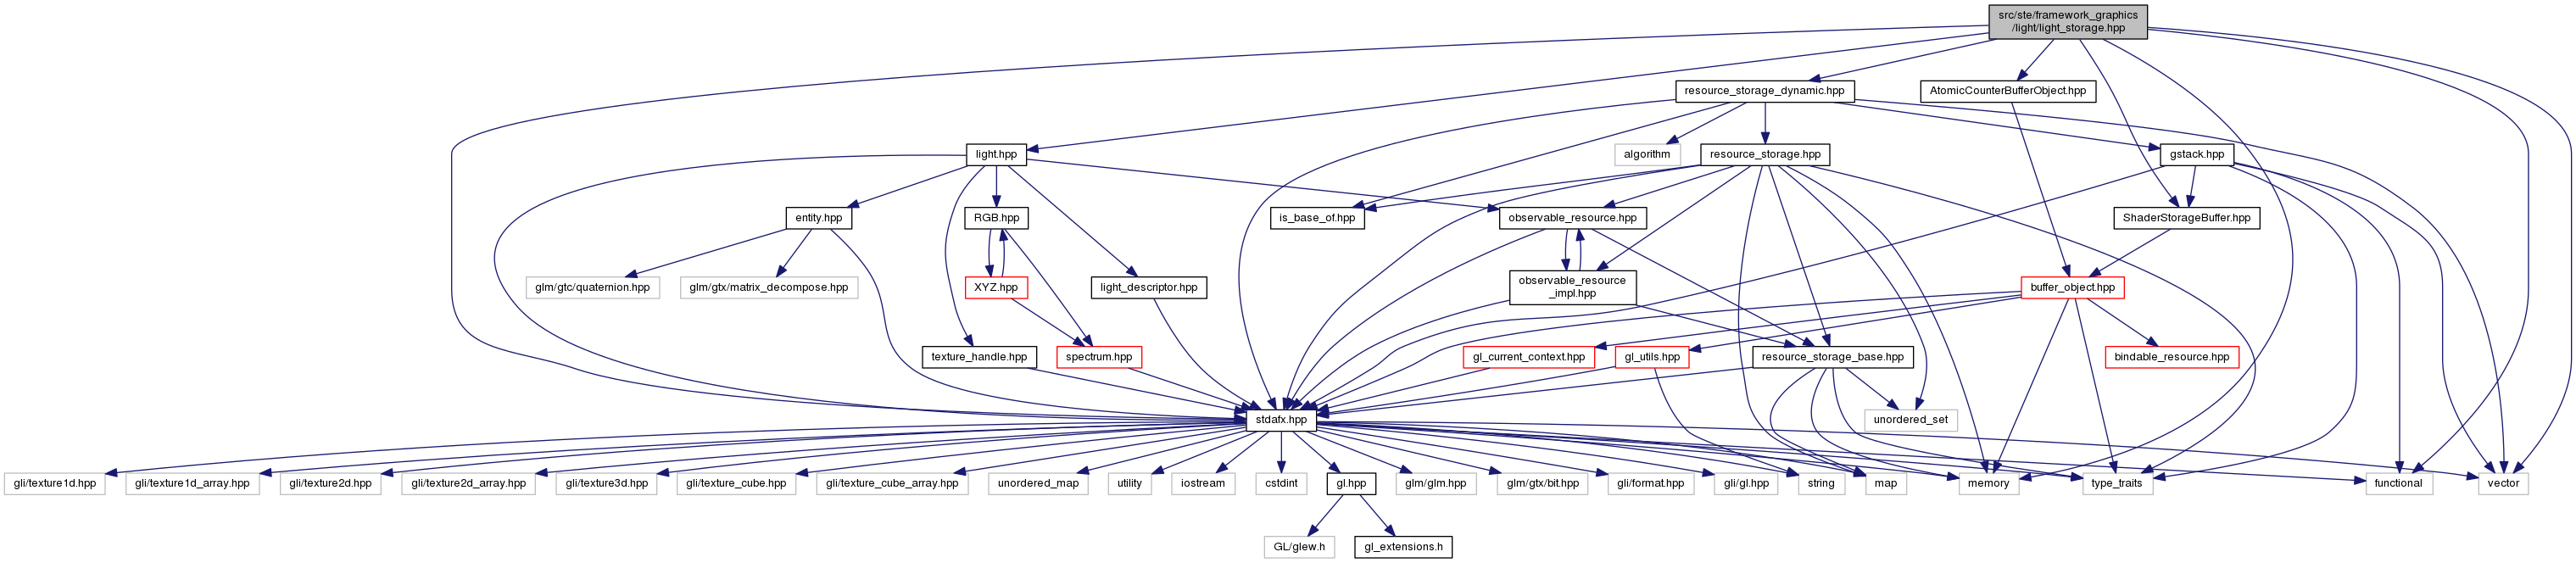 src/ste/framework_graphics
/light/light_storage.hpp
resource_storage_dynamic.hpp
AtomicCounterBufferObject.hpp
light.hpp
algorithm
resource_storage.hpp
gstack.hpp
entity.hpp
RGB.hpp
is_base_of.hpp
observable_resource.hpp
ShaderStorageBuffer.hpp
glm/gtc/quaternion.hpp
glm/gtx/matrix_decompose.hpp
XYZ.hpp
light_descriptor.hpp
observable_resource
_impl.hpp
buffer_object.hpp
texture_handle.hpp
spectrum.hpp
gl_current_context.hpp
gl_utils.hpp
resource_storage_base.hpp
bindable_resource.hpp
stdafx.hpp
unordered_set
gli/texture1d.hpp
gli/texture1d_array.hpp
gli/texture2d.hpp
gli/texture2d_array.hpp
gli/texture3d.hpp
gli/texture_cube.hpp
gli/texture_cube_array.hpp
unordered_map
utility
iostream
cstdint
gl.hpp
glm/glm.hpp
glm/gtx/bit.hpp
gli/format.hpp
gli/gl.hpp
string
map
memory
type_traits
functional
vector
GL/glew.h
gl_extensions.h